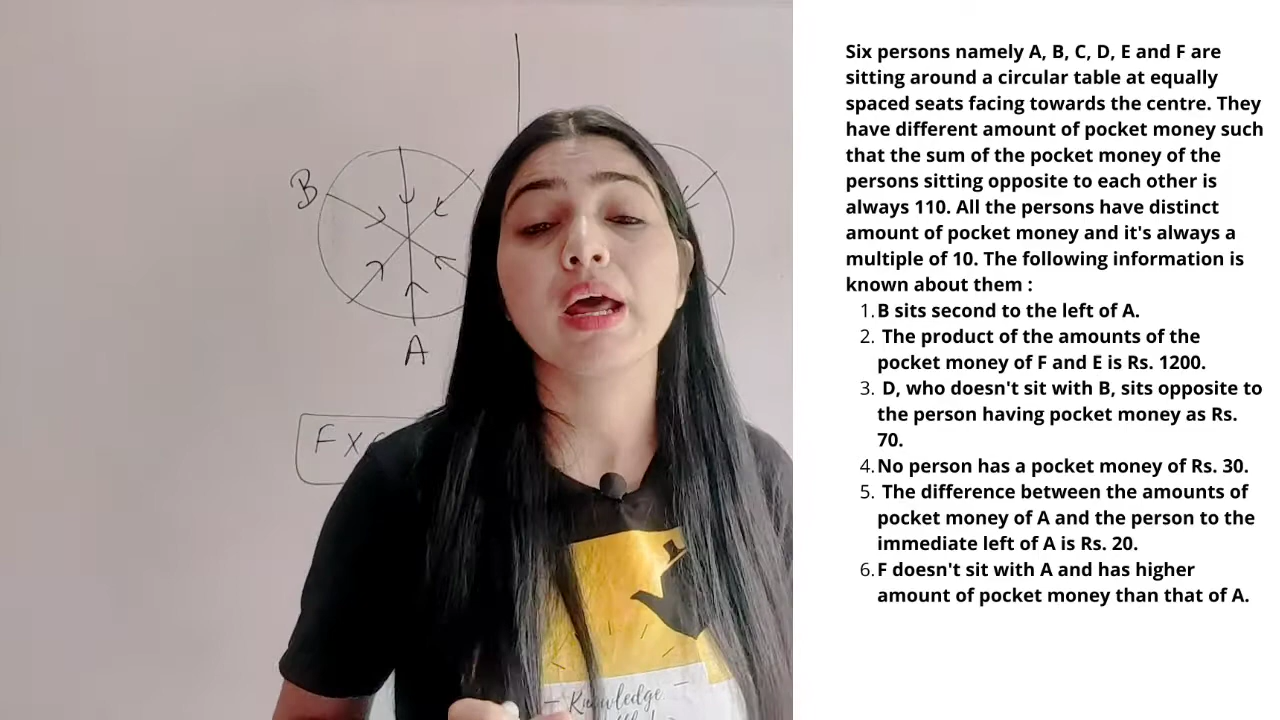 B
A
F X
Knowledge
Six persons namely A, B, C, D, E and F are
sitting around a circular table at equally
spaced seats facing towards the centre. They
have different amount of pocket money such
that the sum of the pocket money of the
persons sitting opposite to each other is
always 110. All the persons have distinct
amount of pocket money and it's always a
multiple of 10. The following information is
known about them :
1. B sits second to the left of A.
2. The product of the amounts of the
pocket money of F and E is Rs. 1200.
3. D, who doesn't sit with B, sits opposite to
the person having pocket money as Rs.
70.
4. No person has a pocket money of Rs. 30.
5. The difference between the amounts of
pocket money of A and the person to the
immediate left of A is Rs. 20.
6. F doesn't sit with A and has higher
amount of pocket money than that of A.